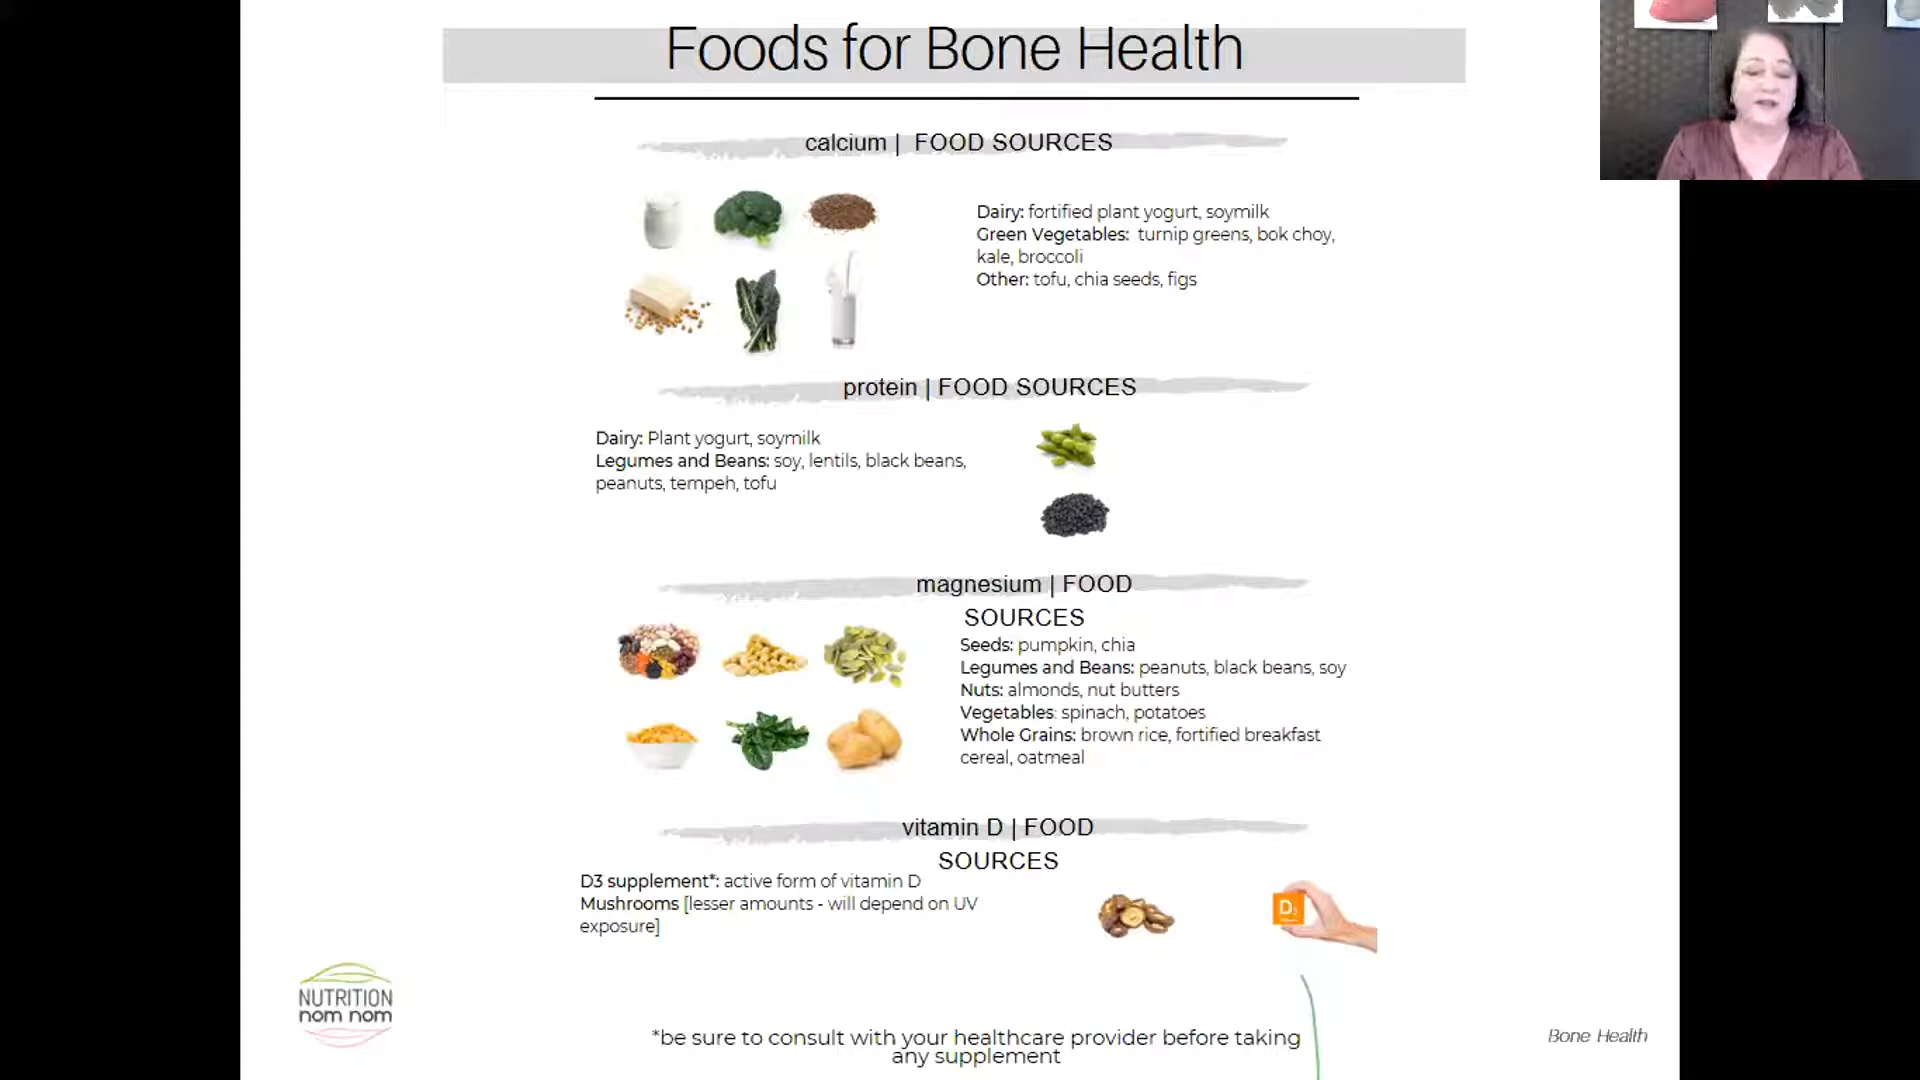 Foods for Bone Health
calcium | FOOD SOURCES
Dairy: fortified plant yogurt, soymilk
Green Vegetables: turnip greens, bok choy,
kale, broccoli
Other: tofu, chia seeds, figs
protein | FOOD SOURCES
Dairy: Plant yogurt, soymilk
Legumes and Beans: soy, lentils, black beans,
peanuts, tempeh, tofu
magnesium | FOOD
SOURCES
Seeds: pumpkin, chia
Legumes and Beans: peanuts, black beans, soy
Nuts: almonds, nut butters
Vegetables: spinach, potatoes
Whole Grains: brown rice, fortified breakfast
cereal, oatmeal
vitamin D | FOOD
SOURCES
D3 supplement*: active form of vitamin D
Mushrooms [lesser amounts - will depend on UV
exposure]
D3
NUTRITION
nom nom
*be sure to consult with your healthcare provider before taking
any supplement
Bone Health